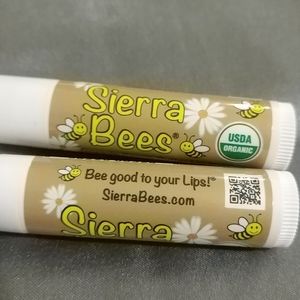 Sierra
Bees®
USDA
ORGANIC
Bee good to your Lips!®
SierraBees.com
Sierra